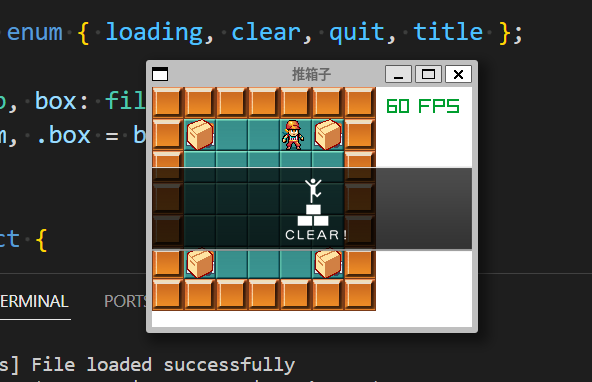 enum { loading, clear, quit, title };
推箱子
, box: fil
60 FPS
m, .box = b
CLEAR!
ct {
ERMINAL
PORTS
s] File loaded successfully